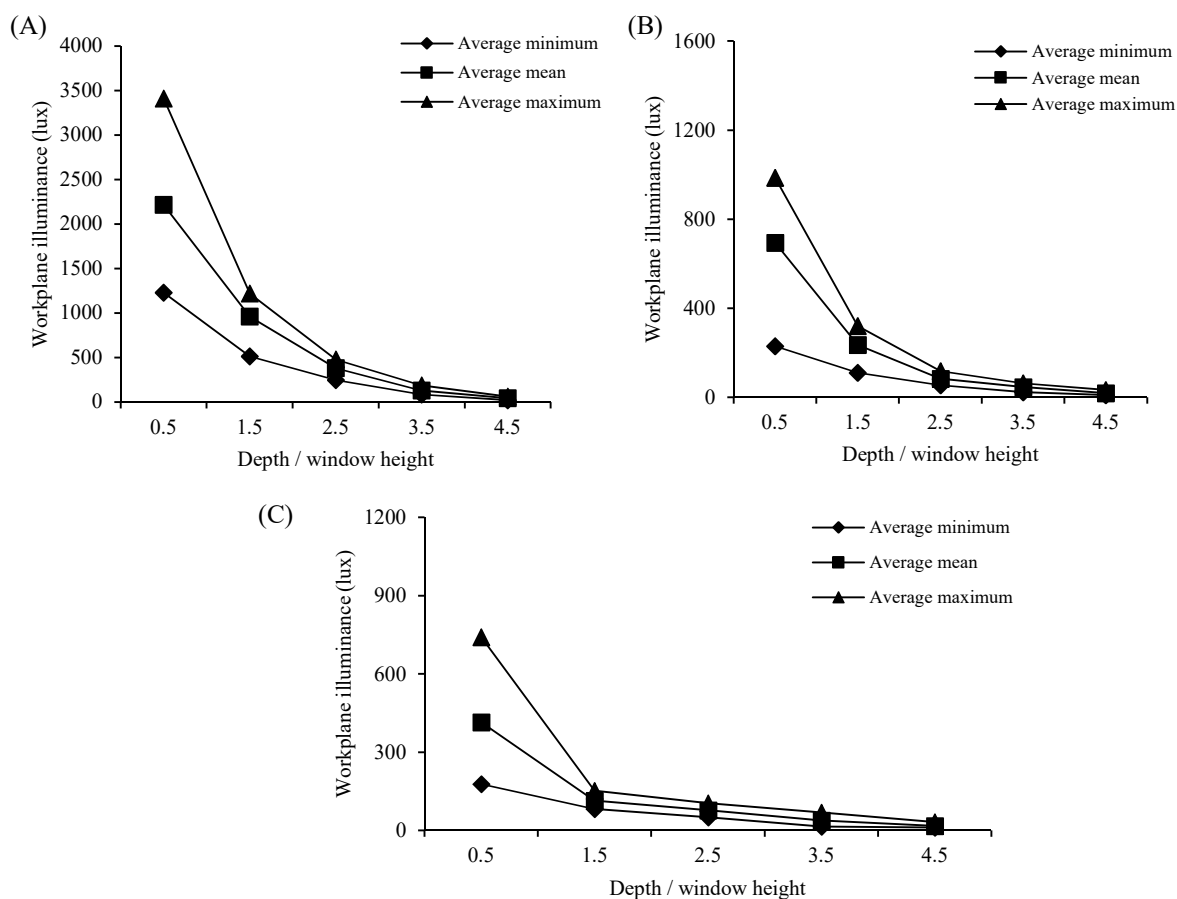 (A)
Average minimum
Average mean
Average maximum
4000
3500
3000
2500
2000
1500
1000
500
0
Workplane illuminance (lux)
0.5 1.5 2.5 3.5 4.5
Depth / window height
(B)
Average minimum
Average mean
Average maximum
1600
1200
800
400
0
Workplane illuminance (lux)
0.5 1.5 2.5 3.5 4.5
Depth / window height
(C)
Average minimum
Average mean
Average maximum
1200
900
600
300
0
Workplane illuminance (lux)
0.5 1.5 2.5 3.5 4.5
Depth / window height